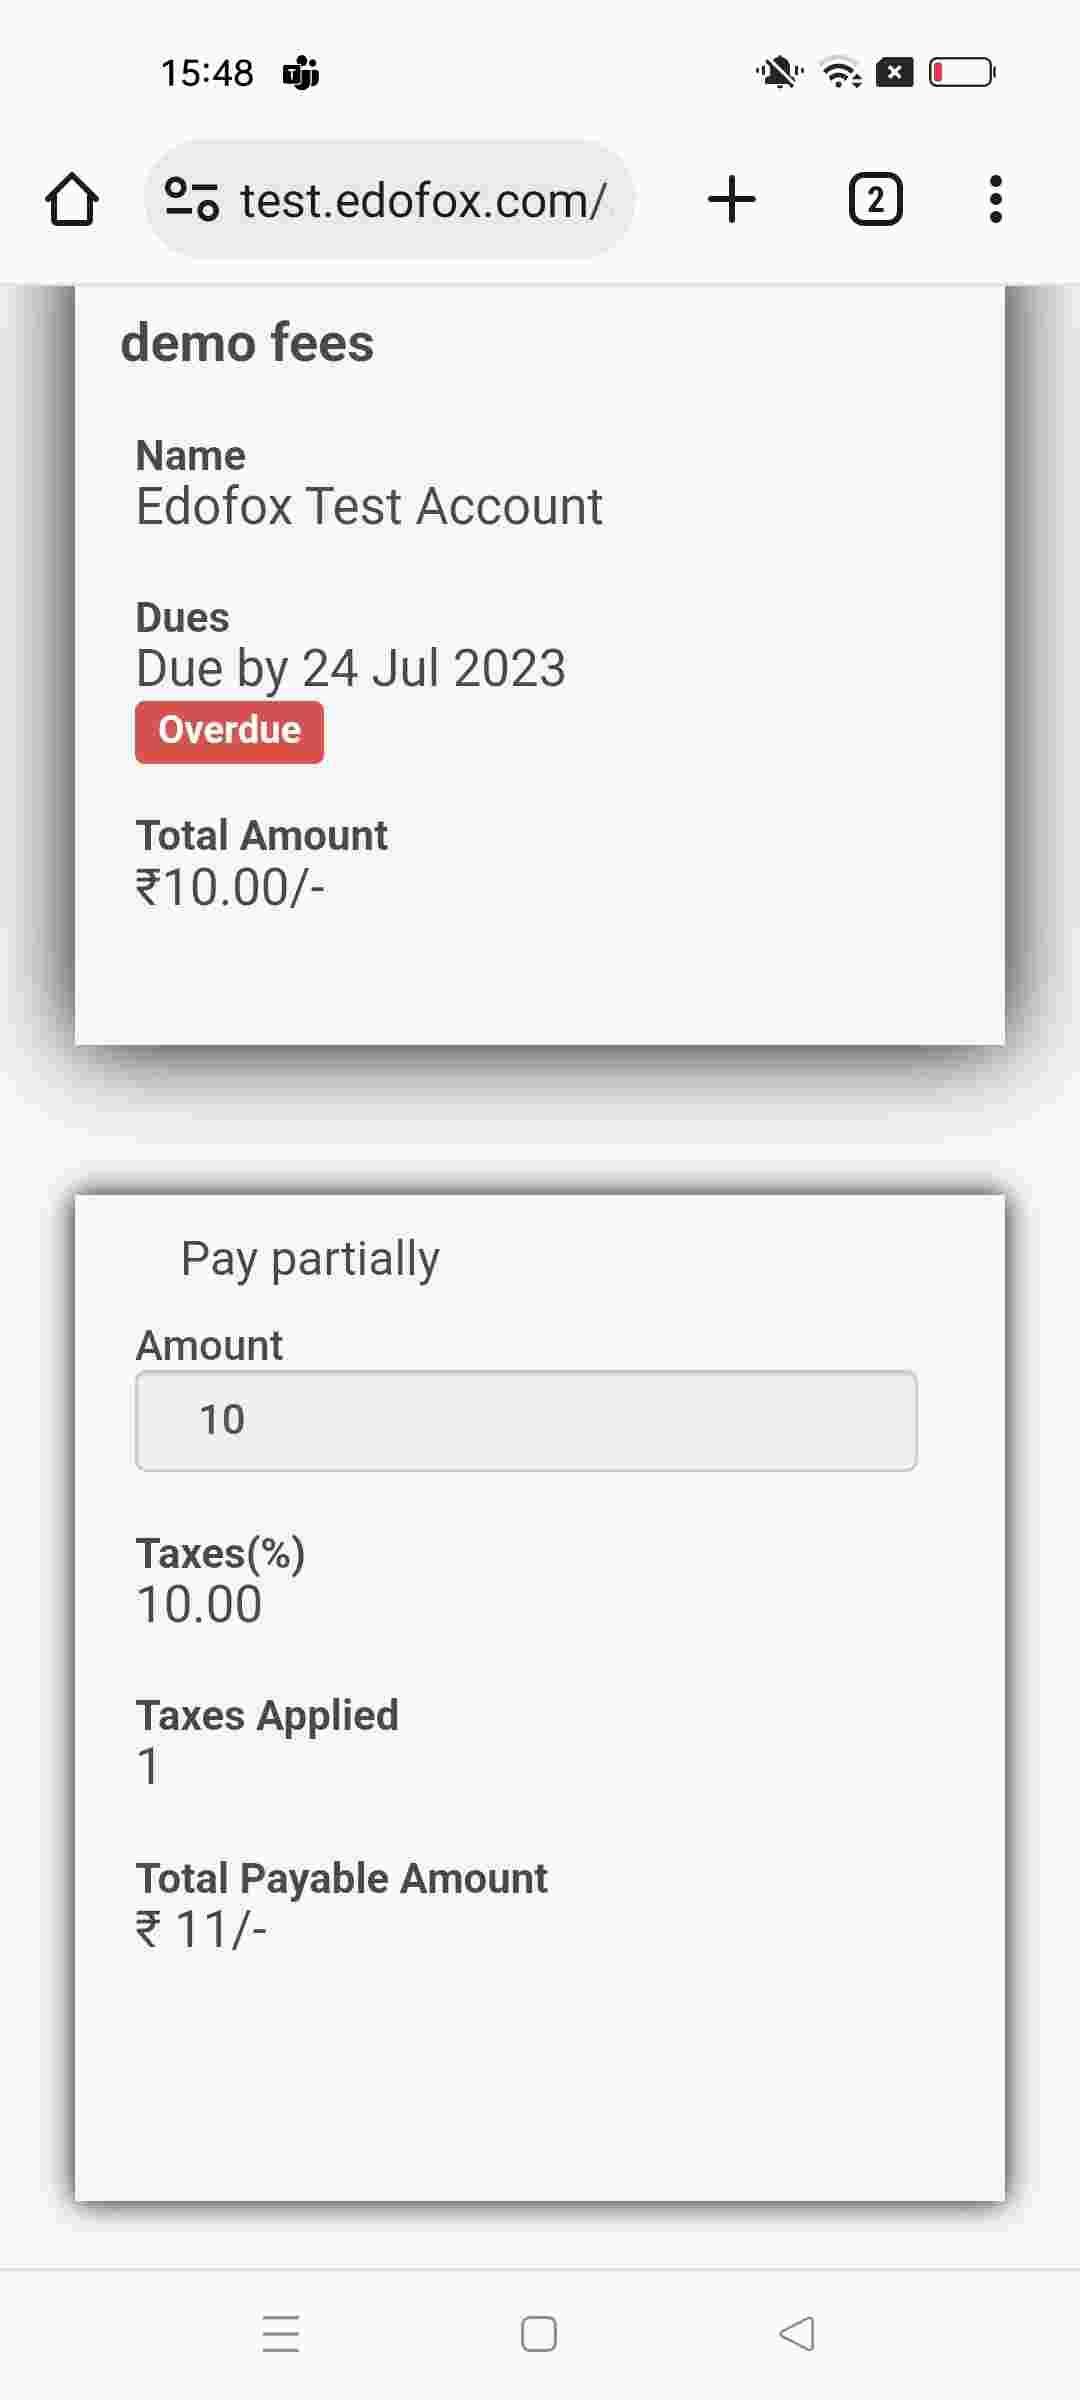 15:48
test.edofox.com/
2
demo fees
Name
Edofox Test Account
Dues
Due by 24 Jul 2023
Overdue
Total Amount
₹10.00/-
Pay partially
Amount
10
Taxes(%)
10.00
Taxes Applied
1
Total Payable Amount
₹ 11/-